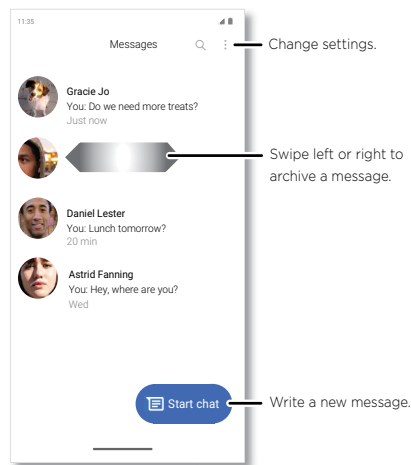 11:35
Messages
Change settings.
Gracie Jo
You: Do we need more treats?
Just now
Swipe left or right to
archive a message.
Daniel Lester
You: Lunch tomorrow?
20 min
Astrid Fanning
You: Hey, where are you?
Wed
Start chat
Write a new message.